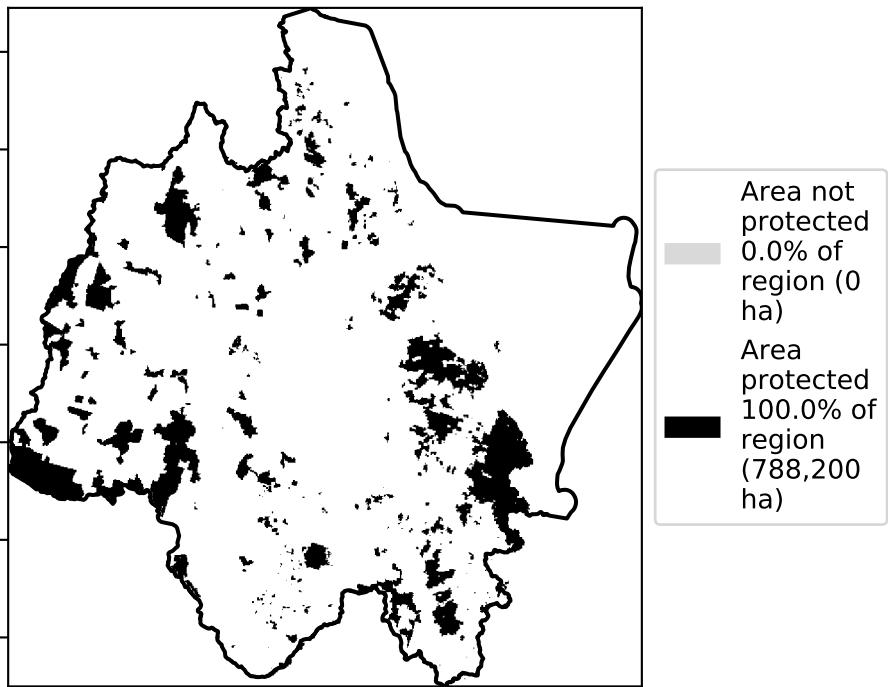 Area not
protected
0.0% of
region (0
ha)
Area
protected
100.0% of
region
(788,200
ha)